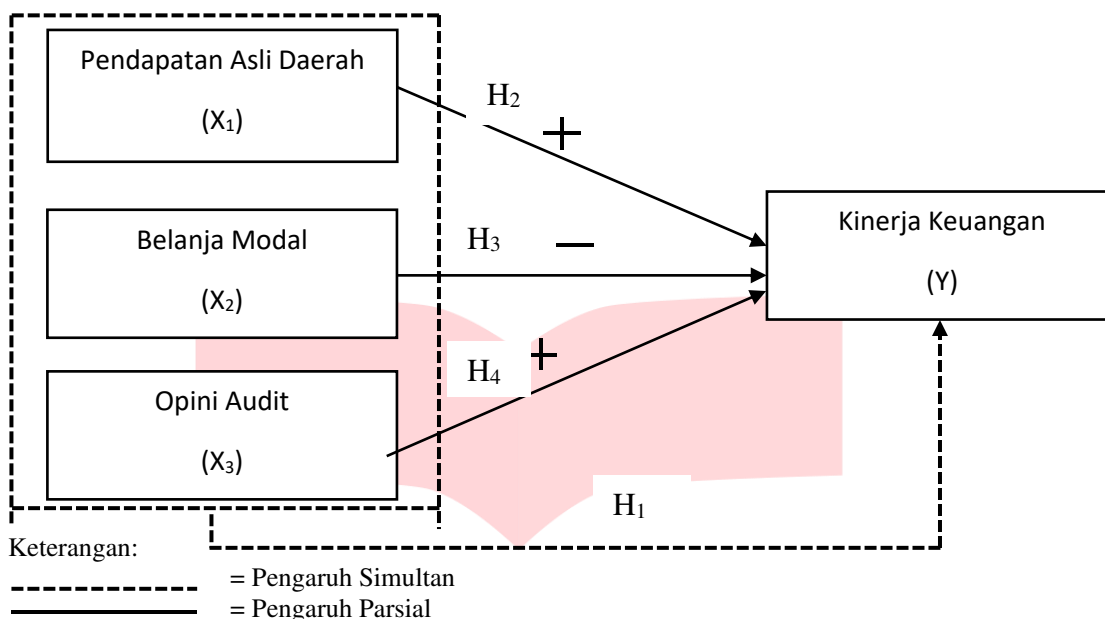 Pendapatan Asli Daerah
(X₁)
H₂
+
Belanja Modal
(X₂)
H₃
—
Kinerja Keuangan
(Y)
Opini Audit
(X₃)
H₄
+
H₁
Keterangan:
= Pengaruh Simultan
= Pengaruh Parsial